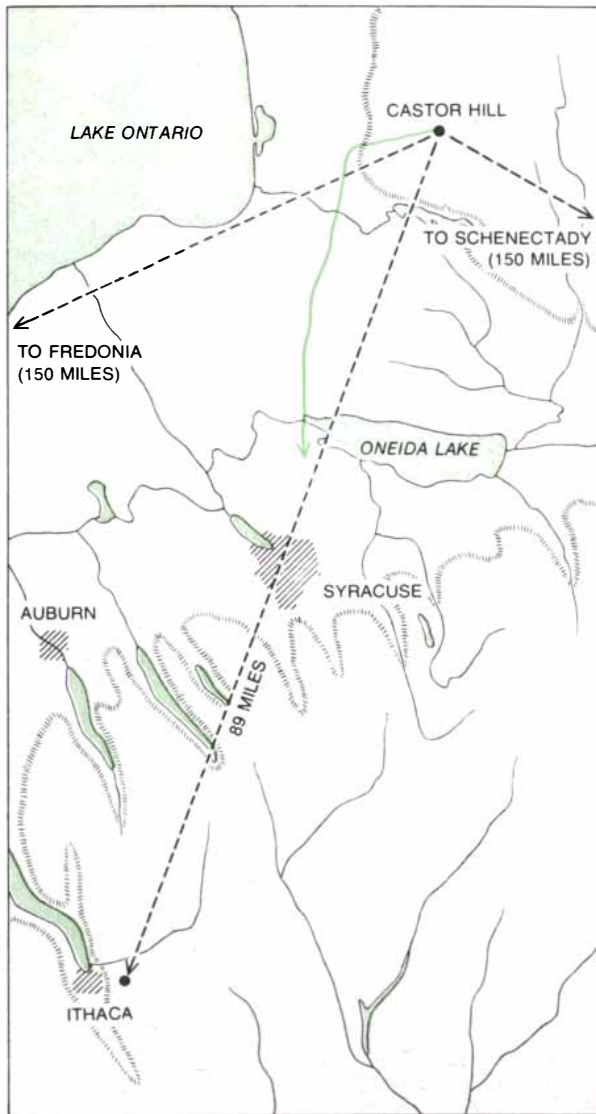 CASTOR HILL
LAKE ONTARIO
TO SCHENECTADY
(150 MILES)
TO FREDONIA
(150 MILES)
ONEIDA LAKE
SYRACUSE
AUBURN
89 MILES
ITHACA